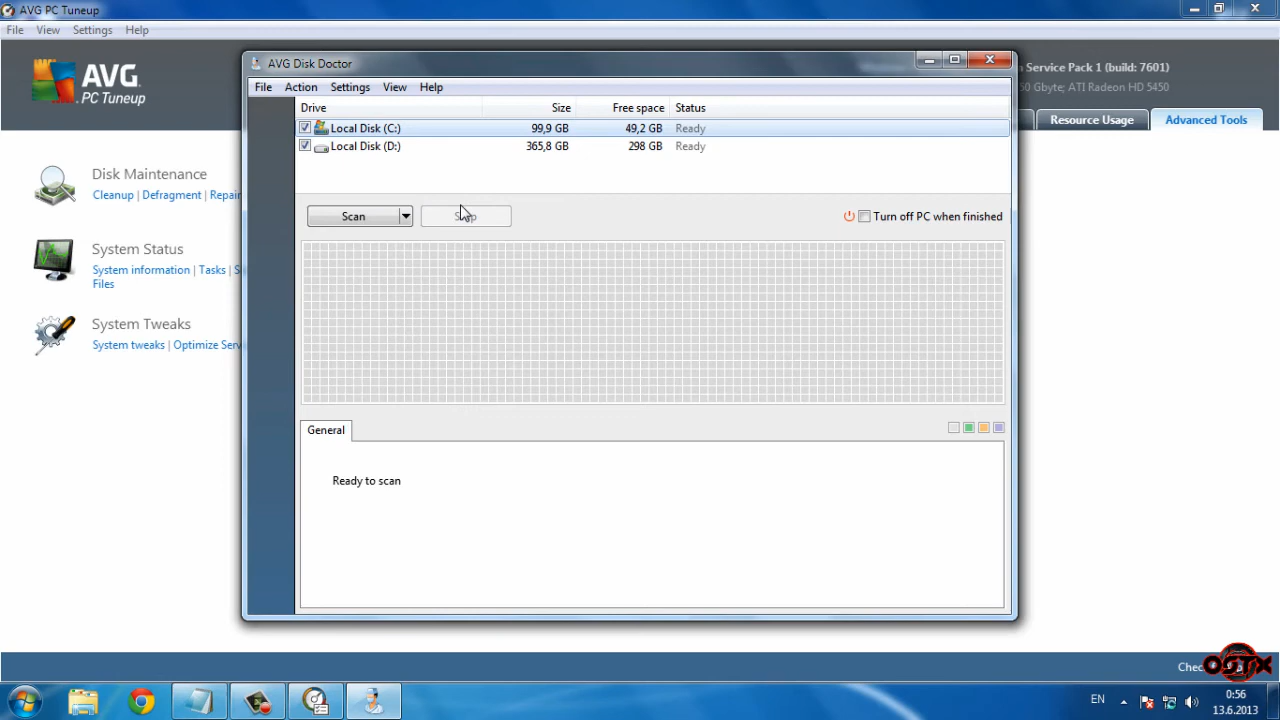 AVG PC Tuneup
File View Settings Help
AVG
PC Tuneup
Service Pack 1 (build: 7601)
Gbyte; ATI Radeon HD 5450
Resource Usage Advanced Tools
Disk Maintenance
Cleanup | Defragment | Repair
System Status
System information | Tasks |
Files
System Tweaks
System tweaks | Optimize
AVG Disk Doctor
File Action Settings View Help
Drive Size Free space Status
Local Disk (C:) 99,9 GB 49,2 GB Ready
Local Disk (D:) 365,8 GB 298 GB Ready
Scan Stop Turn off PC when finished
General
Ready to scan
OSTX
EN
0:56
13.6.2013